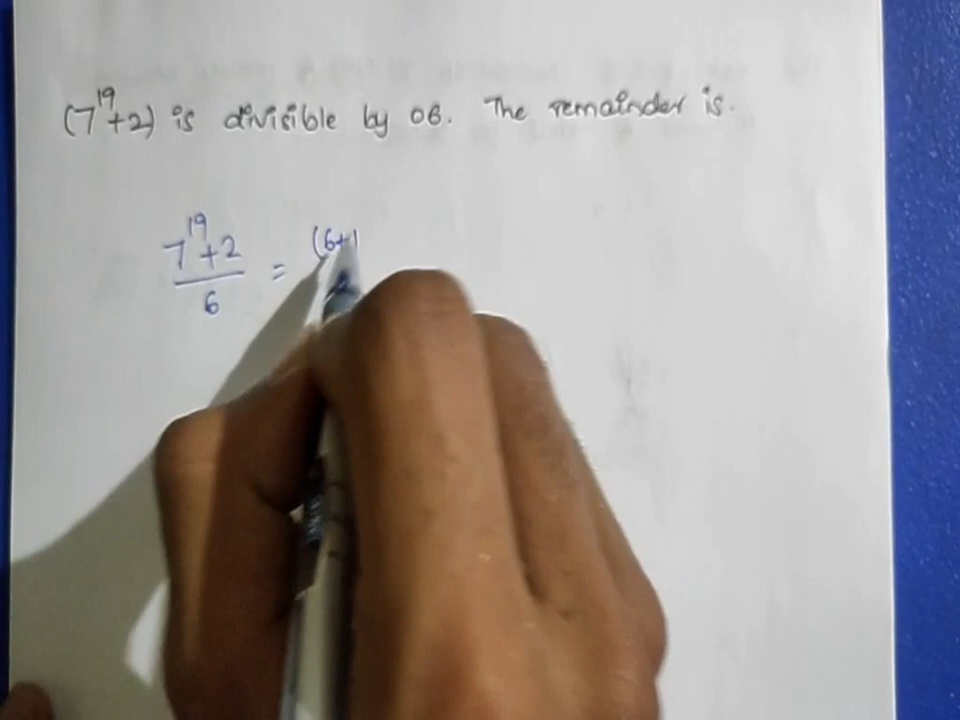 (7^19+2) is divisible by 06. The remainder is.
7^19+2
6
= (6+1